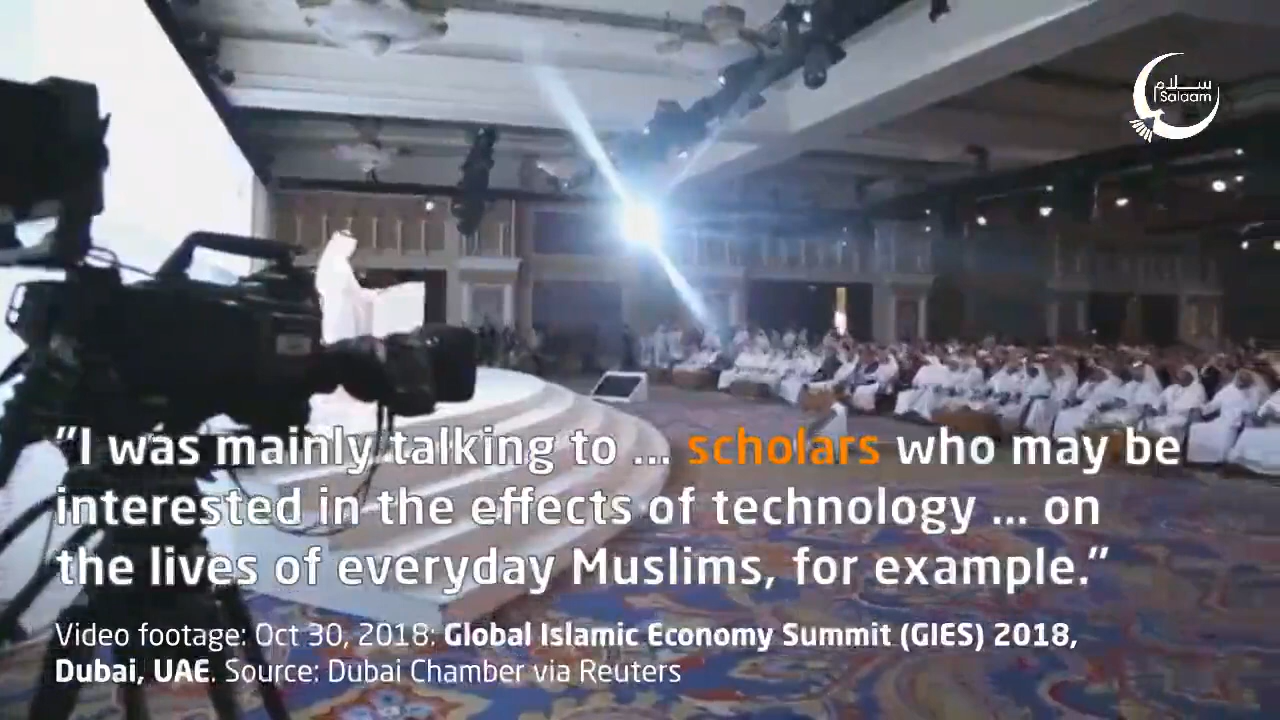 سلام
Salaam
"I was mainly talking to ... scholars who may be
interested in the effects of technology ... on
the lives of everyday Muslims, for example."
Video footage: Oct 30, 2018: Global Islamic Economy Summit (GIES) 2018,
Dubai, UAE. Source: Dubai Chamber via Reuters